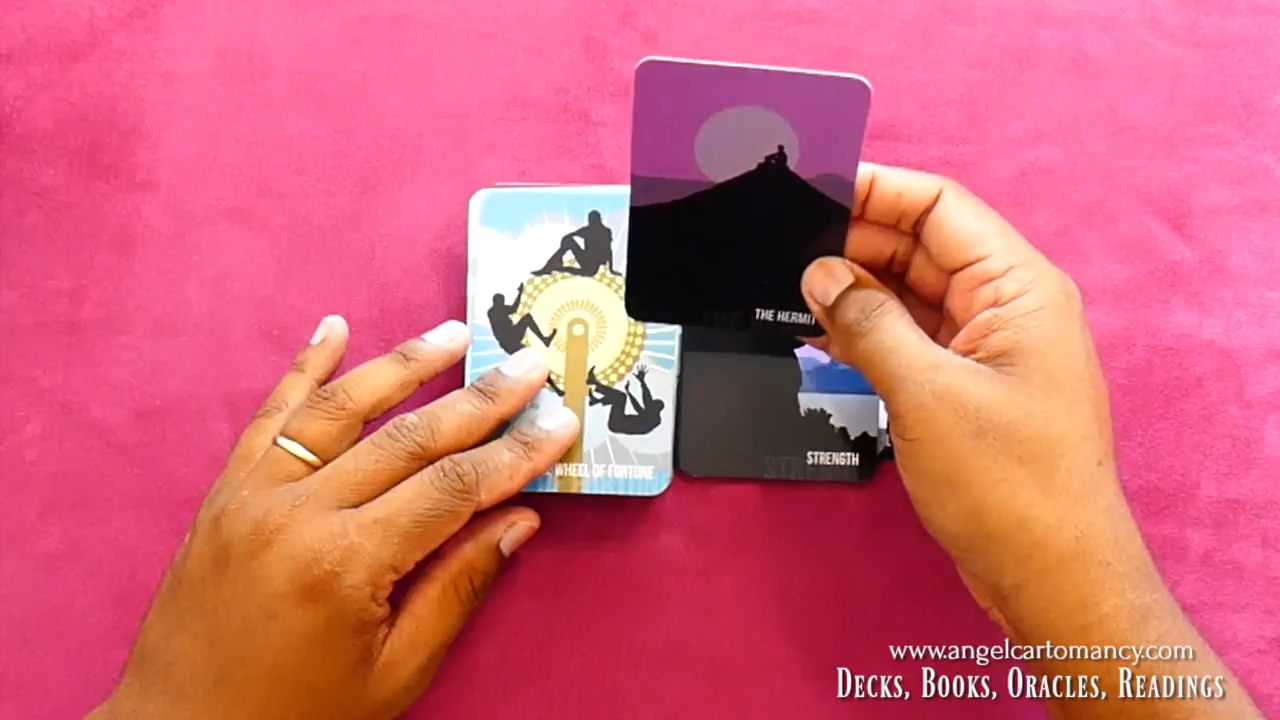 THE HERMIT
STRENGTH
WHEEL OF FORTUNE
www.angelcartomancy.com
DECKS, BOOKS, ORACLES, READINGS